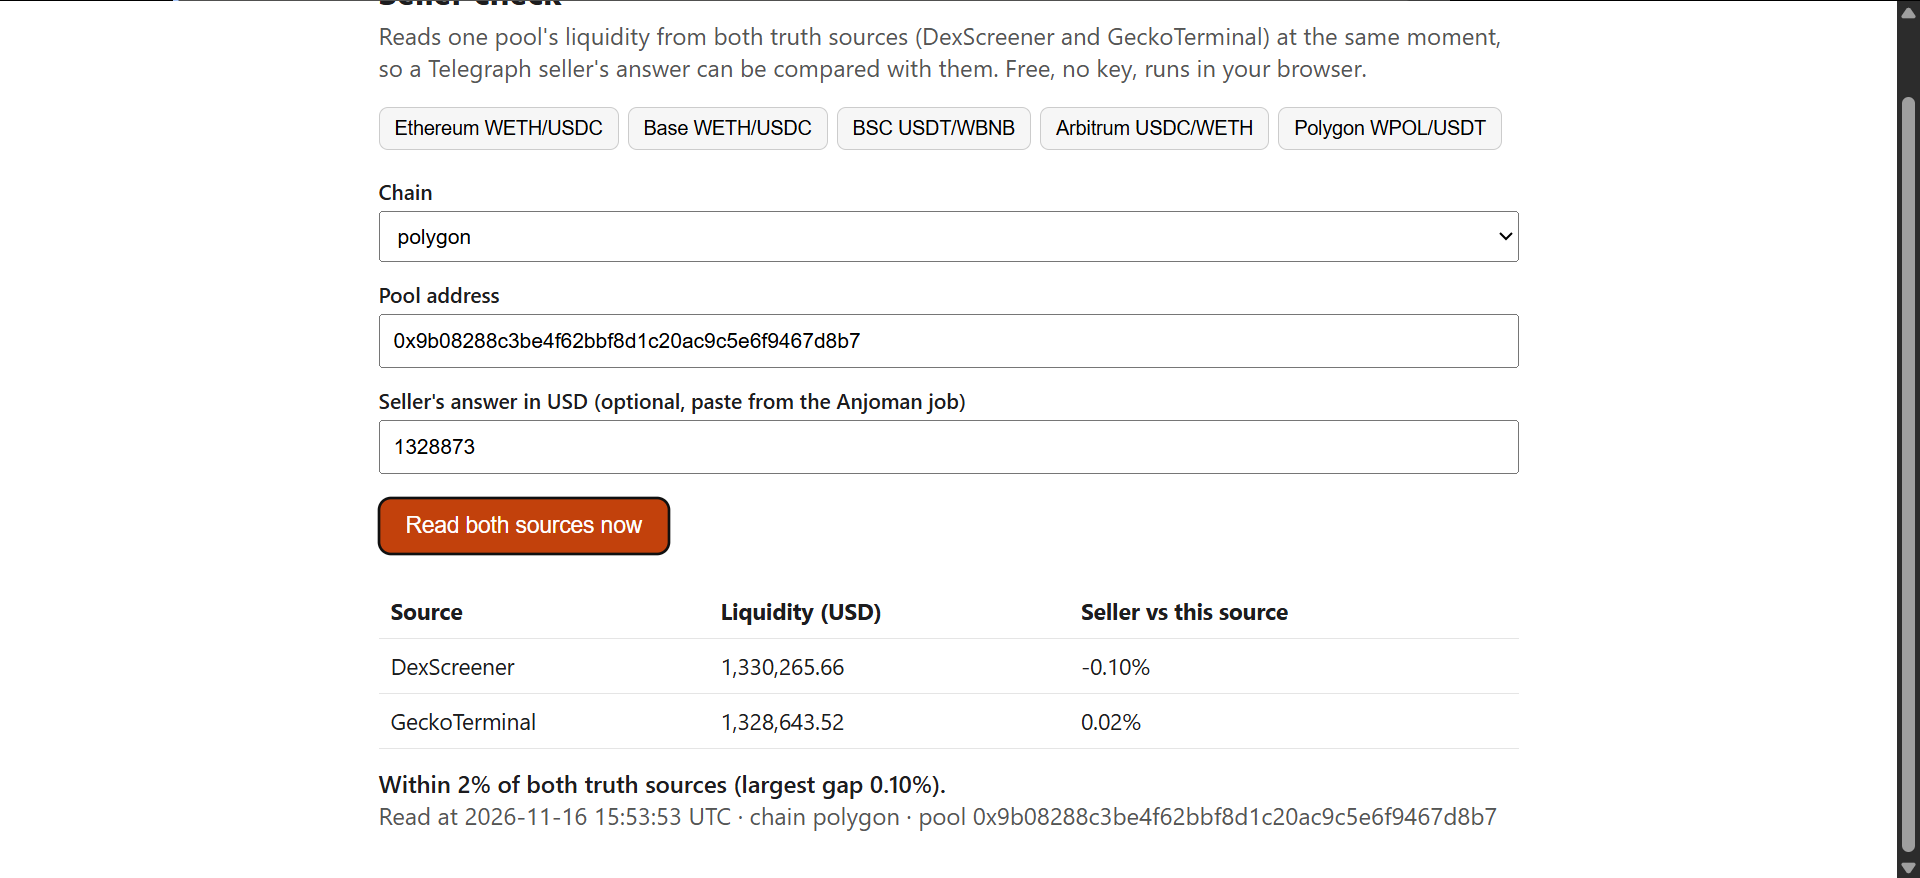 Seller check
Reads one pool's liquidity from both truth sources (DexScreener and GeckoTerminal) at the same moment,
so a Telegraph seller's answer can be compared with them. Free, no key, runs in your browser.
Ethereum WETH/USDC Base WETH/USDC BSC USDT/WBNB Arbitrum USDC/WETH Polygon WPOL/USDT
Chain
polygon
Pool address
0x9b08288c3be4f62bbf8d1c20ac9c5e6f9467d8b7
Seller's answer in USD (optional, paste from the Anjoman job)
1328873
Read both sources now
Source Liquidity (USD) Seller vs this source
DexScreener 1,330,265.66 -0.10%
GeckoTerminal 1,328,643.52 0.02%
Within 2% of both truth sources (largest gap 0.10%).
Read at 2026-11-16 15:53:53 UTC · chain polygon · pool 0x9b08288c3be4f62bbf8d1c20ac9c5e6f9467d8b7